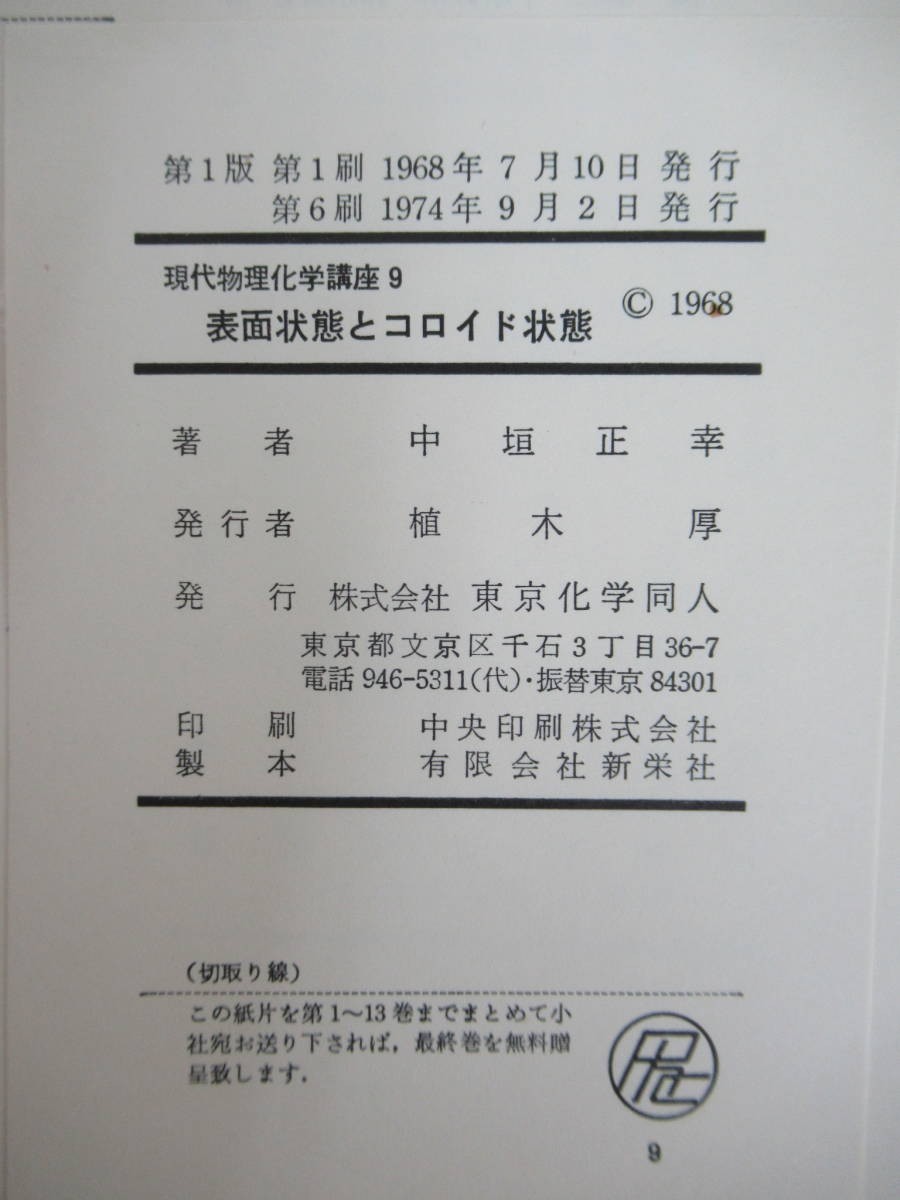 第1版 第1刷 1968年 7 月10日 発 行
第6刷 1974年 9 月 2 日 発 行
現代物理化学講座 9
表面状態とコロイド状態 © 1968
著 者 中 垣 正 幸
発 行 者 植 木 厚
発 行 株式会社 東京化学同人
東京都文京区千石3丁目36-7
電話 946-5311(代)・振替東京 84301
印 刷 中央印刷株式会社
製 本 有限会社新栄社
(切取り線)
この紙片を第1〜13巻までまとめて小
社宛お送り下されば,最終巻を無料贈
呈致します.
9